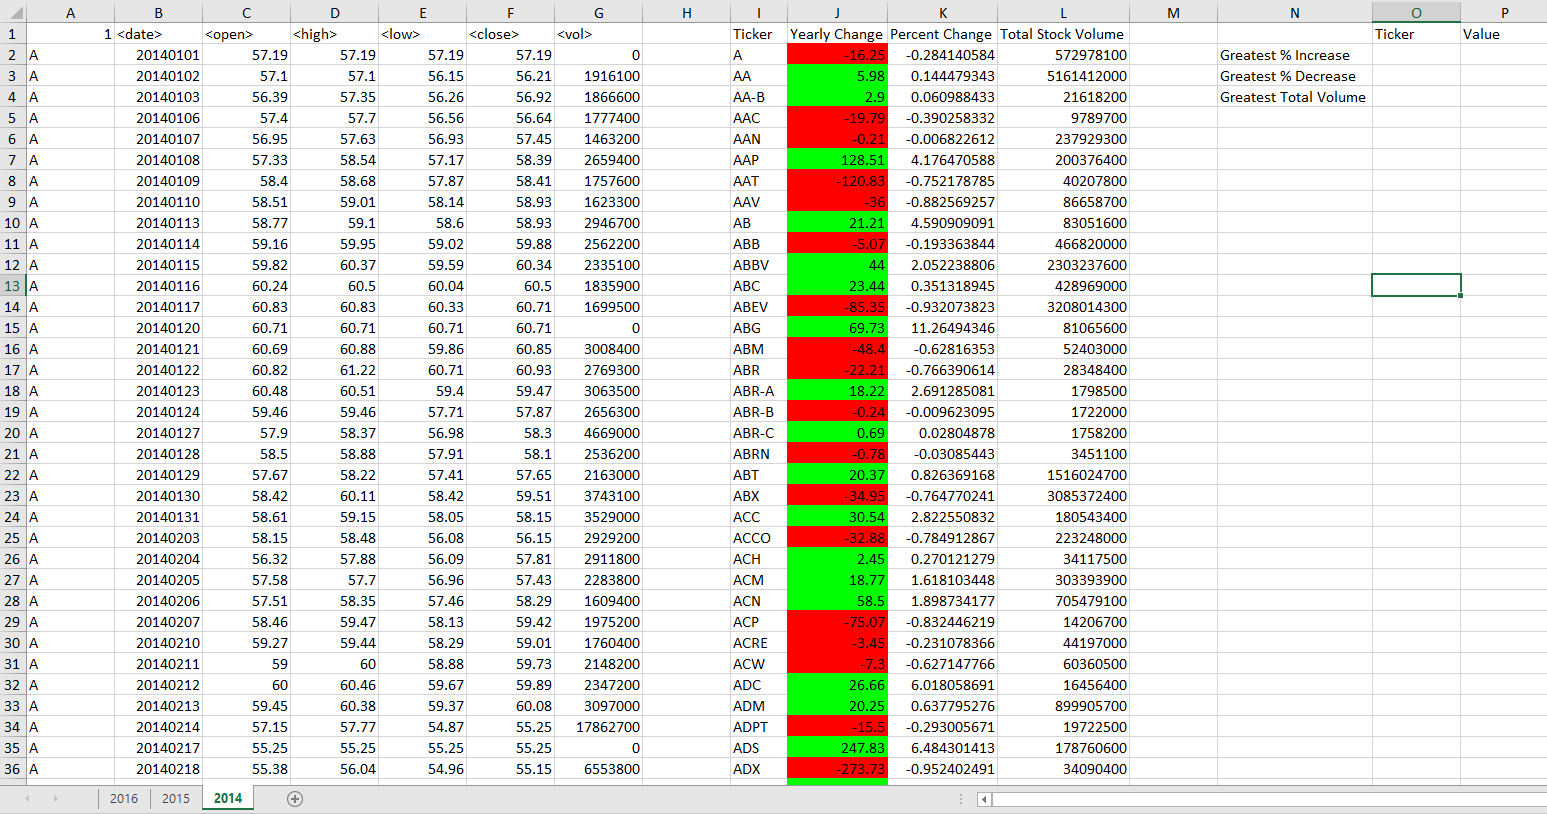 A B C D E F G H I J K L M N O P
1 1 <date> <open> <high> <low> <close> <vol> Ticker Yearly Change Percent Change Total Stock Volume Ticker Value
2 A 20140101 57.19 57.19 57.19 57.19 0 A -16.25 -0.284140584 572978100 Greatest % Increase
3 A 20140102 57.1 57.1 56.15 56.21 1916100 AA 5.98 0.144479343 5161412000 Greatest % Decrease
4 A 20140103 56.39 57.35 56.26 56.92 1866600 AA-B 2.9 0.060988433 21618200 Greatest Total Volume
5 A 20140106 57.4 57.7 56.56 56.64 1777400 AAC -19.79 -0.390258332 9789700
6 A 20140107 56.95 57.63 56.93 57.45 1463200 AAN -0.21 -0.006822612 237929300
7 A 20140108 57.33 58.54 57.17 58.39 2659400 AAP 128.51 4.176470588 200376400
8 A 20140109 58.4 58.68 57.87 58.41 1757600 AAT -120.83 -0.752178785 40207800
9 A 20140110 58.51 59.01 58.14 58.93 1623300 AAV -36 -0.882569257 86658700
10 A 20140113 58.77 59.1 58.6 58.93 2946700 AB 21.21 4.590909091 83051600
11 A 20140114 59.16 59.95 59.02 59.88 2562200 ABB -5.07 -0.193363844 466820000
12 A 20140115 59.82 60.37 59.59 60.34 2335100 ABBV 44 2.052238806 2303237600
13 A 20140116 60.24 60.5 60.04 60.5 1835900 ABC 23.44 0.351318945 428969000
14 A 20140117 60.83 60.83 60.33 60.71 1699500 ABEV -85.35 -0.932073823 3208014300
15 A 20140120 60.71 60.71 60.71 60.71 0 ABG 69.73 11.26494346 81065600
16 A 20140121 60.69 60.88 59.86 60.85 3008400 ABM -48.4 -0.62816353 52403000
17 A 20140122 60.82 61.22 60.71 60.93 2769300 ABR -22.21 -0.766390614 28348400
18 A 20140123 60.48 60.51 59.4 59.47 3063500 ABR-A 18.22 2.691285081 1798500
19 A 20140124 59.46 59.46 57.71 57.87 2656300 ABR-B -0.24 -0.009623095 1722000
20 A 20140127 57.9 58.37 56.98 58.3 4669000 ABR-C 0.69 0.02804878 1758200
21 A 20140128 58.5 58.88 57.91 58.1 2536200 ABRN -0.78 -0.03085443 3451100
22 A 20140129 57.67 58.22 57.41 57.65 2163000 ABT 20.37 0.826369168 1516024700
23 A 20140130 58.42 60.11 58.42 59.51 3743100 ABX -34.95 -0.764770241 3085372400
24 A 20140131 58.61 59.15 58.05 58.15 3529000 ACC 30.54 2.822550832 180543400
25 A 20140203 58.15 58.48 56.08 56.15 2929200 ACCO -32.88 -0.784912867 223248000
26 A 20140204 56.32 57.88 56.09 57.81 2911800 ACH 2.45 0.270121279 34117500
27 A 20140205 57.58 57.7 56.96 57.43 2283800 ACM 18.77 1.618103448 303393900
28 A 20140206 57.51 58.35 57.46 58.29 1609400 ACN 58.5 1.898734177 705479100
29 A 20140207 58.46 59.47 58.13 59.42 1975200 ACP -75.07 -0.832446219 14206700
30 A 20140210 59.27 59.44 58.29 59.01 1760400 ACRE -3.45 -0.231078366 44197000
31 A 20140211 59 60 58.88 59.73 2148200 ACW -7.3 -0.627147766 60360500
32 A 20140212 60 60.46 59.67 59.89 2347200 ADC 26.66 6.018058691 16456400
33 A 20140213 59.45 60.38 59.37 60.08 3097000 ADM 20.25 0.637795276 899905700
34 A 20140214 57.15 57.77 54.87 55.25 17862700 ADPT -15.5 -0.293005671 19722500
35 A 20140217 55.25 55.25 55.25 55.25 0 ADS 247.83 6.484301413 178760600
36 A 20140218 55.38 56.04 54.96 55.15 6553800 ADX -273.73 -0.952402491 34090400
2016 2015 2014